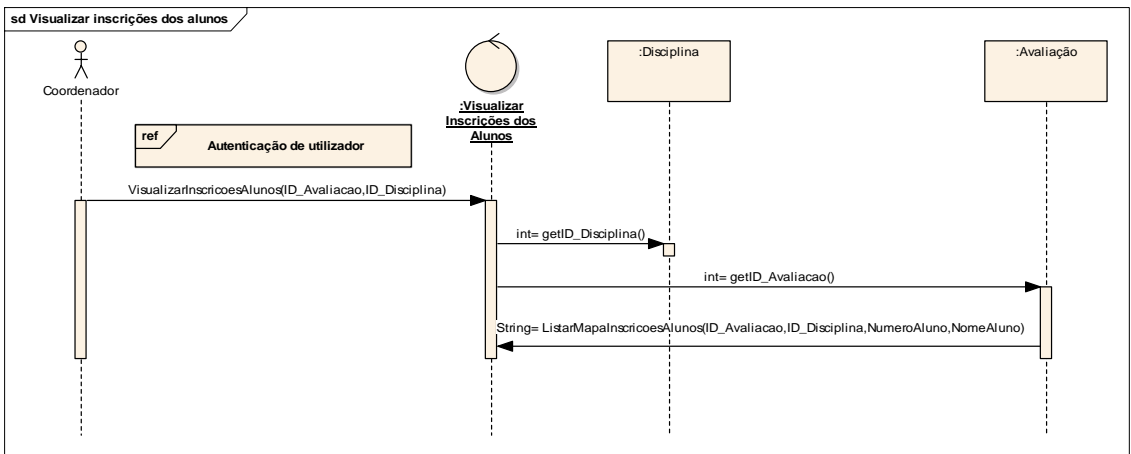 sd Visualizar inscrições dos alunos
Coordenador
:Visualizar
Inscrições dos
Alunos
:Disciplina
:Avaliação
ref
Autenticação de utilizador
VisualizarInscricoesAlunos(ID_Avaliacao,ID_Disciplina)
int= getID_Disciplina()
int= getID_Avaliacao()
String= ListarMapaInscricoesAlunos(ID_Avaliacao,ID_Disciplina,NumeroAluno,NomeAluno)